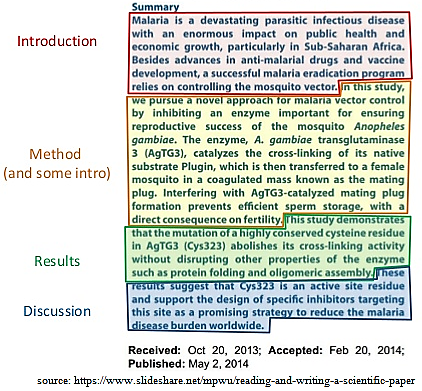 Summary
Introduction
Malaria is a devastating parasitic infectious disease
with an enormous impact on public health and
economic growth, particularly in Sub-Saharan Africa.
Besides advances in anti-malarial drugs and vaccine
development, a successful malaria eradication program
relies on controlling the mosquito vector. In this study,
we pursue a novel approach for malaria vector control
by inhibiting an enzyme important for ensuring
reproductive success of the mosquito Anopheles
gambiae. The enzyme, A. gambiae transglutaminase
3 (AgTG3), catalyzes the cross-linking of its native
substrate Plugin, which is then transferred to a female
mosquito in a coagulated mass known as the mating
plug. Interfering with AgTG3-catalyzed mating plug
formation prevents efficient sperm storage, with a
direct consequence on fertility. This study demonstrates
that the mutation of a highly conserved cysteine residue
in AgTG3 (Cys323) abolishes its cross-linking activity
without disrupting other properties of the enzyme
such as protein folding and oligomeric assembly. These
results suggest that Cys323 is an active site residue
and support the design of specific inhibitors targeting
this site as a promising strategy to reduce the malaria
disease burden worldwide.
Method
(and some intro)
Results
Discussion
Received: Oct 20, 2013; Accepted: Feb 20, 2014;
Published: May 2, 2014
source: https://www.slideshare.net/mpwu/reading-and-writing-a-scientific-paper